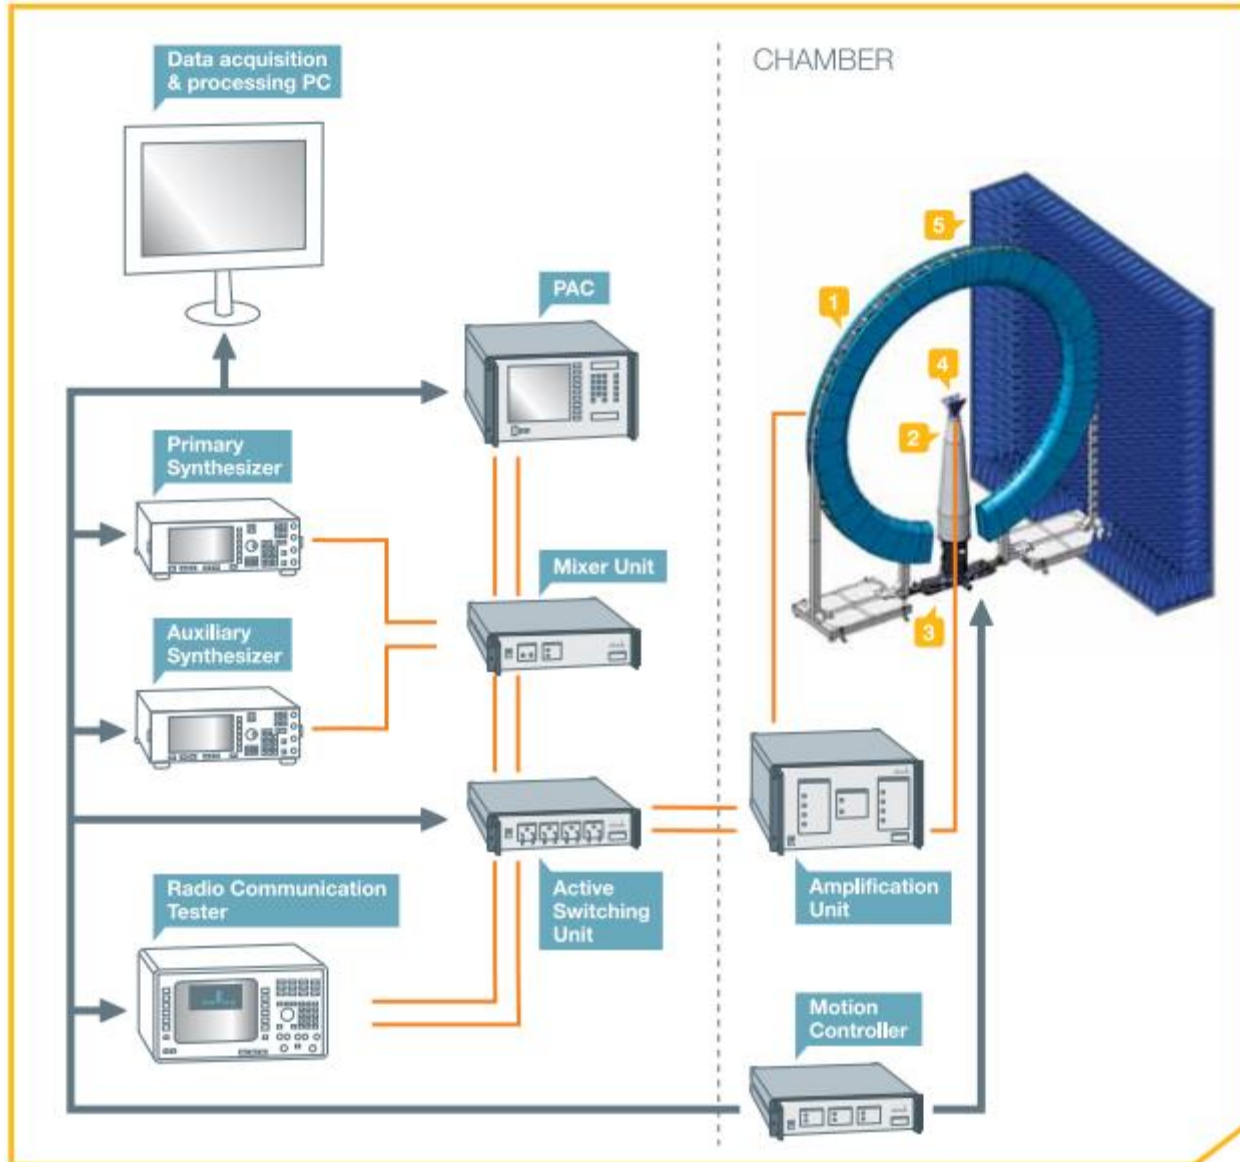 Data acquisition
& processing PC
CHAMBER
5
PAC
1
4
Primary
Synthesizer
2
Mixer Unit
Auxiliary
Synthesizer
3
Radio Communication
Tester
Active
Switching
Unit
Amplification
Unit
Motion
Controller